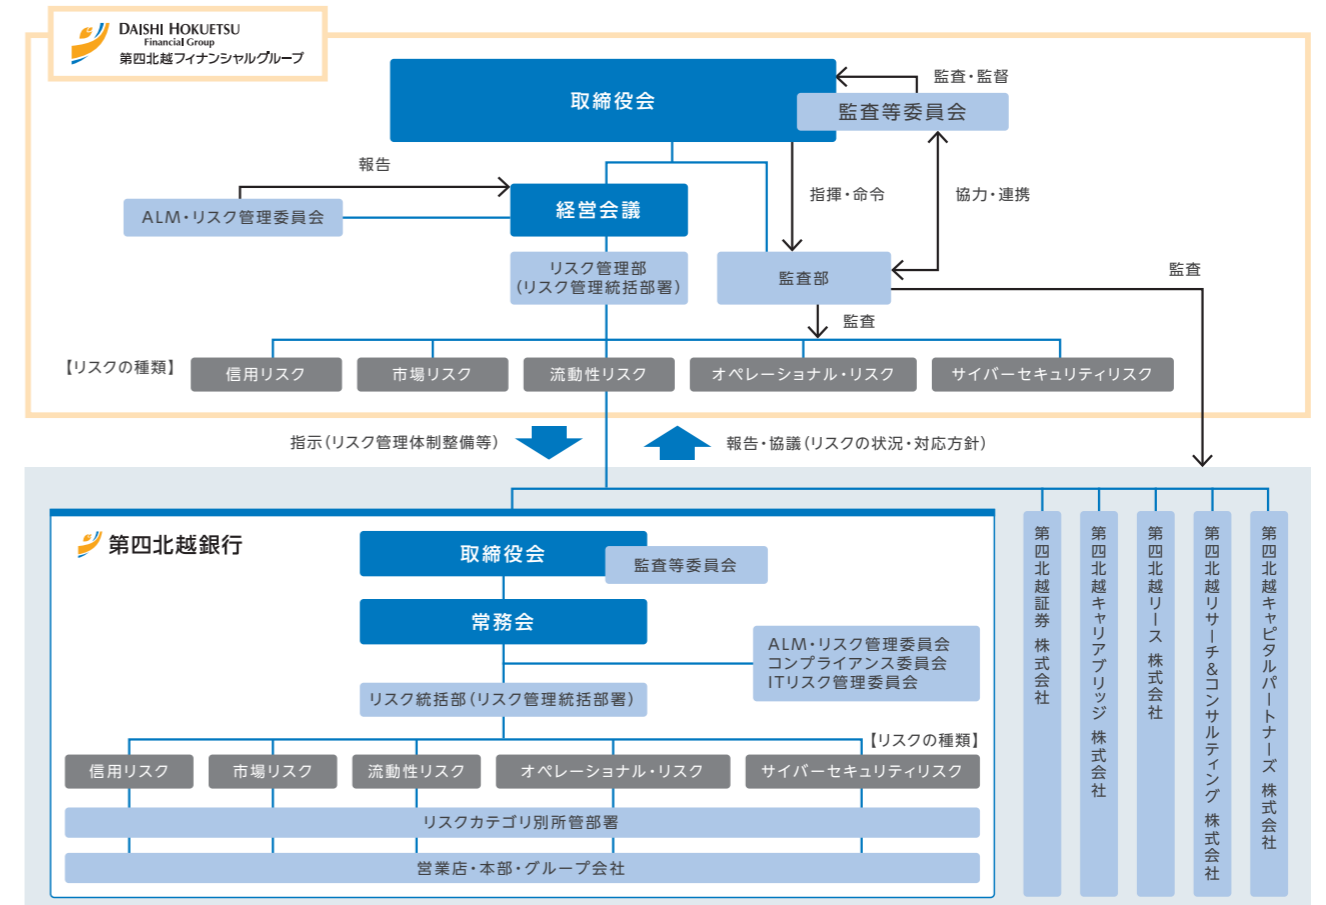 DAISHI HOKUETSU
Financial Group
第四北越フィナンシャルグループ
取締役会
監査・監督
監査等委員会
報告
指揮・命令
協力・連携
ALM・リスク管理委員会
経営会議
リスク管理部
(リスク管理統括部署)
監査部
監査
監査
【リスクの種類】
信用リスク
市場リスク
流動性リスク
オペレーショナル・リスク
サイバーセキュリティリスク
指示(リスク管理体制整備等)
報告・協議(リスクの状況・対応方針)
第四北越銀行
取締役会
監査等委員会
常務会
ALM・リスク管理委員会
コンプライアンス委員会
ITリスク管理委員会
リスク統括部(リスク管理統括部署)
【リスクの種類】
信用リスク
市場リスク
流動性リスク
オペレーショナル・リスク
サイバーセキュリティリスク
リスクカテゴリ別所管部署
営業店・本部・グループ会社
第四北越証券 株式会社
第四北越キャリアブリッジ 株式会社
第四北越リース 株式会社
第四北越リサーチ&コンサルティング 株式会社
第四北越キャピタルパートナーズ 株式会社